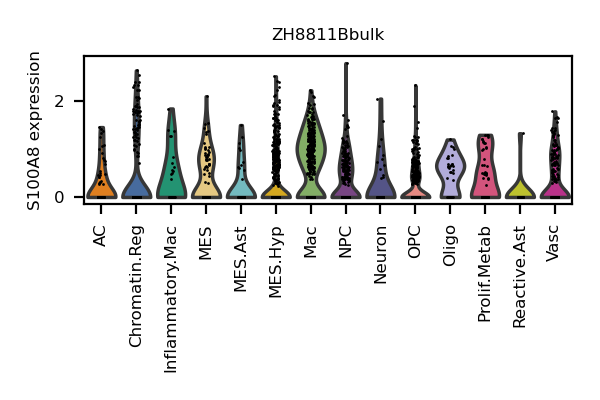 ZH8811Bbulk
S100A8 expression
2
0
AC
Chromatin.Reg
Inflammatory.Mac
MES
MES.Ast
MES.Hyp
Mac
NPC
Neuron
OPC
Oligo
Prolif.Metab
Reactive.Ast
Vasc